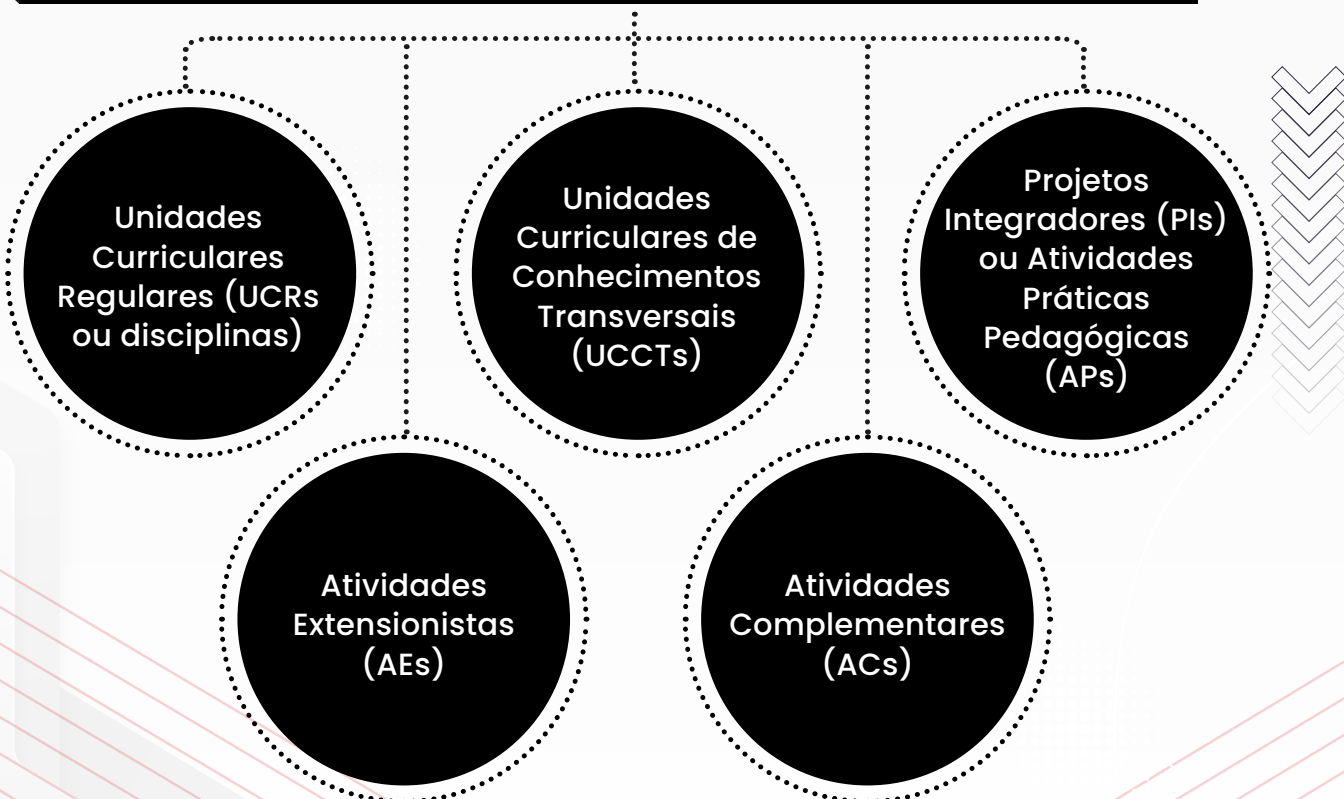 Unidades
Curriculares
Regulares (UCRs
ou disciplinas)
Unidades
Curriculares de
Conhecimentos
Transversais
(UCCTs)
Projetos
Integradores (PIs)
ou Atividades
Práticas
Pedagógicas
(APs)
Atividades
Extensionistas
(AEs)
Atividades
Complementares
(ACs)